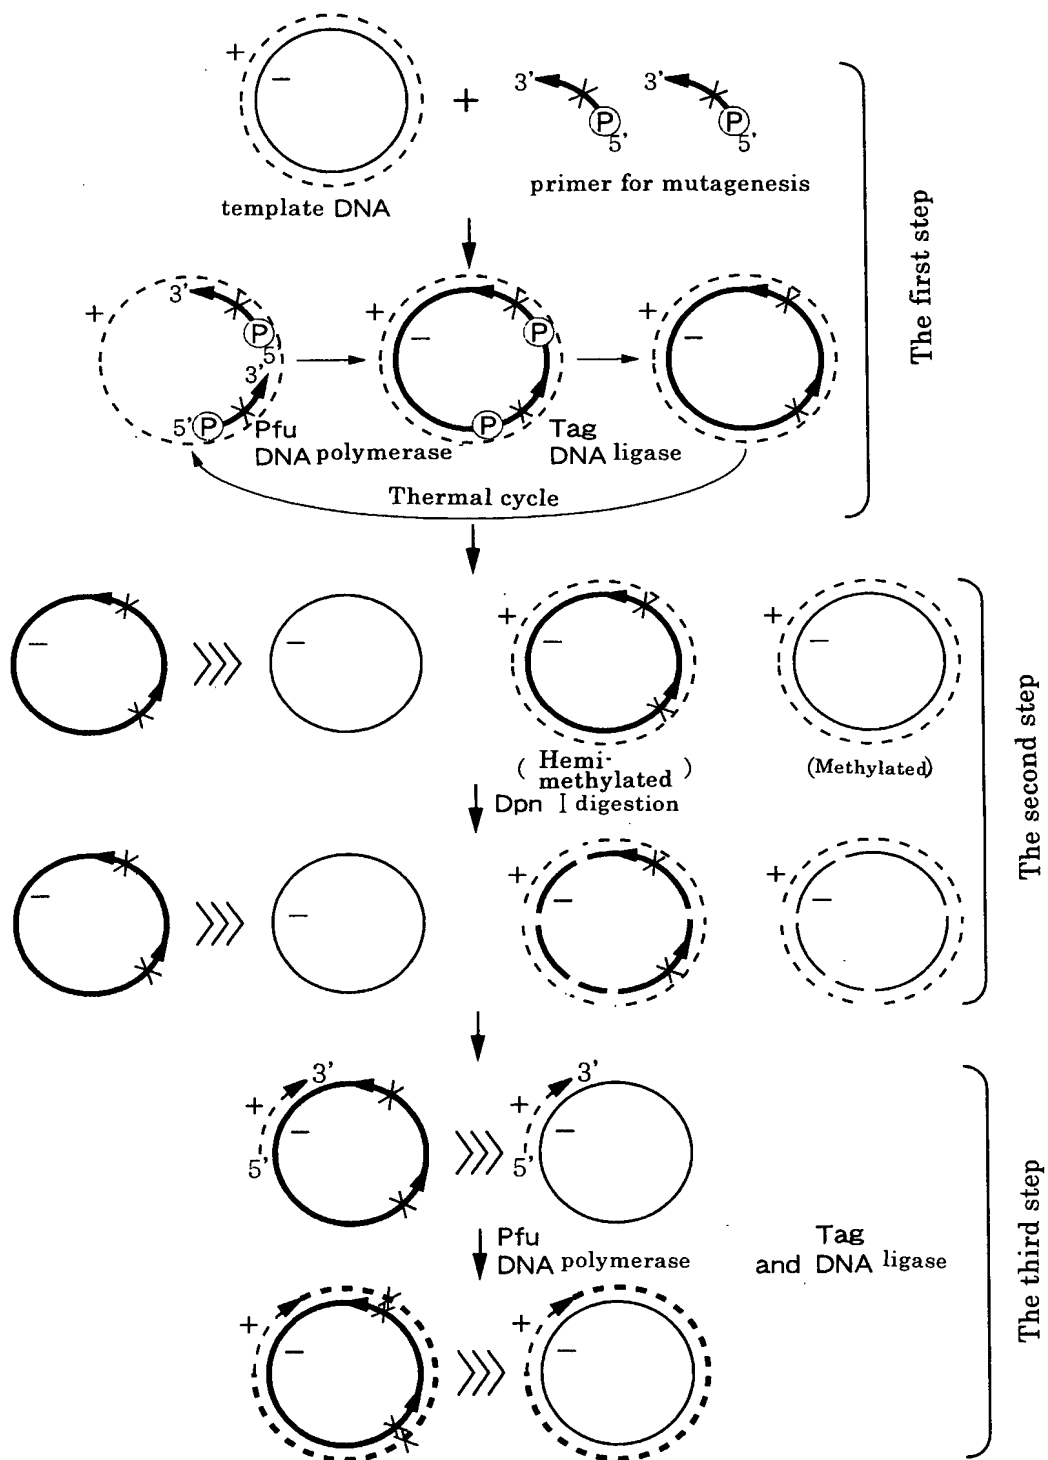 +
−
+
3'
P
5'
3'
P
5'
template DNA
primer for mutagenesis
The first step
+
3'
P
5'
3'
5'
P
+
−
P
P
+
−
Pfu
DNA polymerase
Tag
DNA ligase
Thermal cycle
−
−
+
−
+
−
( Hemi-
methylated )
(Methylated)
Dpn I digestion
The second step
−
−
+
−
+
−
3'
+
−
5'
3'
+
−
5'
Pfu
DNA polymerase
Tag
and DNA ligase
The third step
+
−
+
−